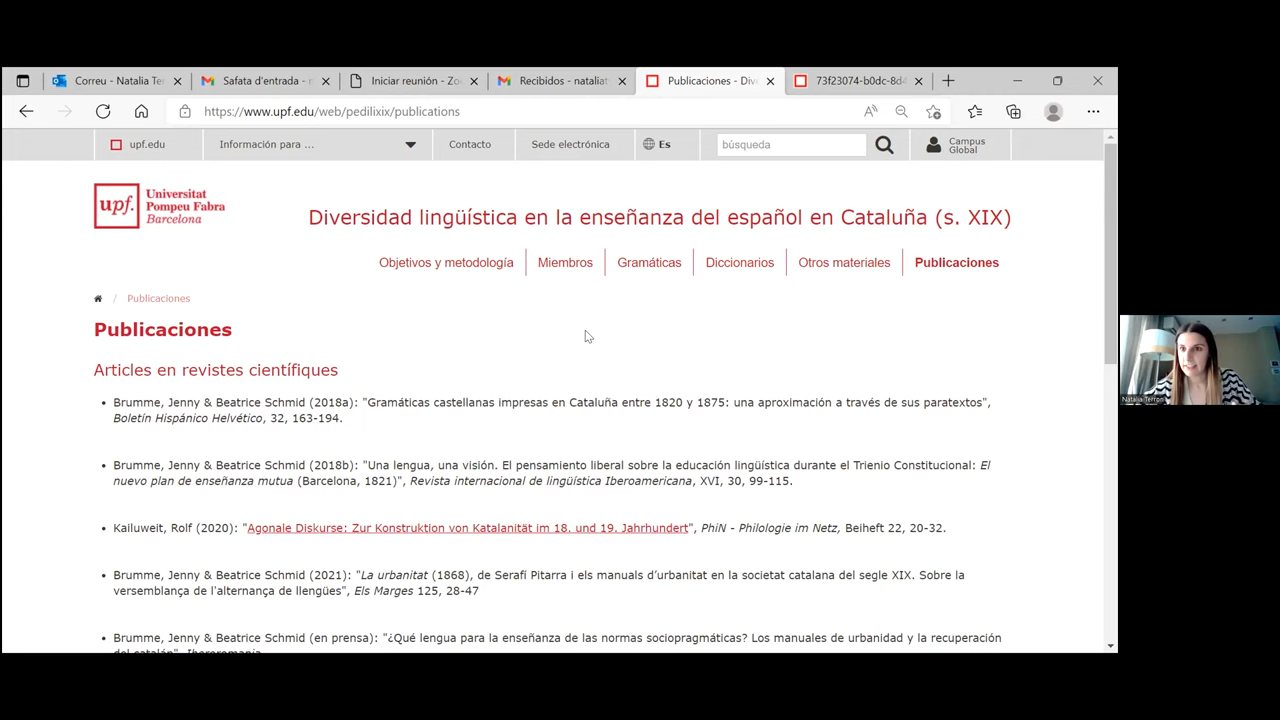 Correu - Natalia Te
Safata d'entrada -
Iniciar reunión - Zo
Recibidos - nataliat
Publicaciones - Div
73f23074-b0dc-8d4
https://www.upf.edu/web/pedilixix/publications
upf.edu
Información para ...
Contacto
Sede electrónica
Es
búsqueda
Campus
Global
upf.
Universitat
Pompeu Fabra
Barcelona
Diversidad lingüística en la enseñanza del español en Cataluña (s. XIX)
Objetivos y metodología
Miembros
Gramáticas
Diccionarios
Otros materiales
Publicaciones
/ Publicaciones
Publicaciones
Articles en revistes científiques
• Brumme, Jenny & Beatrice Schmid (2018a): "Gramáticas castellanas impresas en Cataluña entre 1820 y 1875: una aproximación a través de sus paratextos",
Boletín Hispánico Helvético, 32, 163-194.
• Brumme, Jenny & Beatrice Schmid (2018b): "Una lengua, una visión. El pensamiento liberal sobre la educación lingüística durante el Trienio Constitucional: El
nuevo plan de enseñanza mutua (Barcelona, 1821)", Revista internacional de lingüística Iberoamericana, XVI, 30, 99-115.
• Kailuweit, Rolf (2020): "Agonale Diskurse: Zur Konstruktion von Katalanität im 18. und 19. Jahrhundert", PhiN - Philologie im Netz, Beiheft 22, 20-32.
• Brumme, Jenny & Beatrice Schmid (2021): "La urbanitat (1868), de Serafí Pitarra i els manuals d'urbanitat en la societat catalana del segle XIX. Sobre la
versemblança de l'alternança de llengües", Els Marges 125, 28-47
• Brumme, Jenny & Beatrice Schmid (en prensa): "¿Qué lengua para la enseñanza de las normas sociopragmáticas? Los manuales de urbanidad y la recuperación
del catalán", Iberoromania
Natalia Terrón